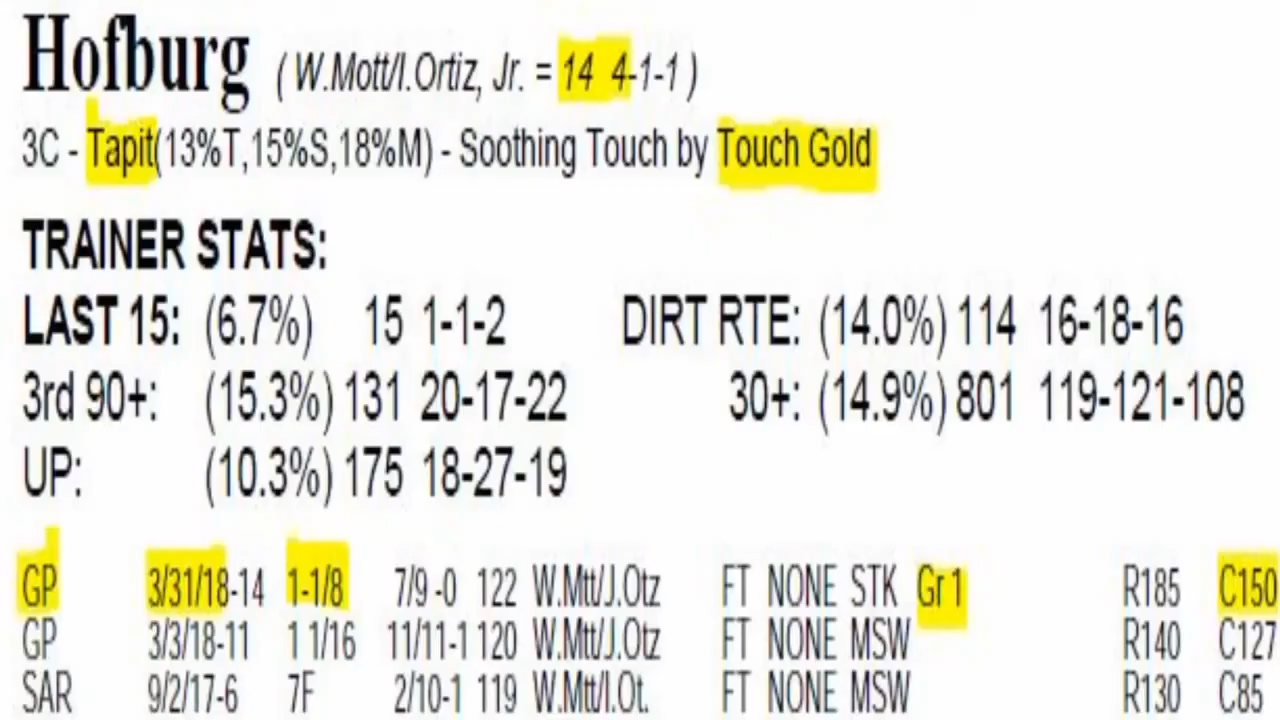 Hofburg ( W.Mott/I.Ortiz, Jr. = 14 4-1-1 )
3C - Tapit(13%T,15%S,18%M) - Soothing Touch by Touch Gold
TRAINER STATS:
LAST 15: (6.7%) 15 1-1-2 DIRT RTE: (14.0%) 114 16-18-16
3rd 90+: (15.3%) 131 20-17-22 30+: (14.9%) 801 119-121-108
UP: (10.3%) 175 18-27-19
GP 3/31/18-14 1-1/8 7/9 -0 122 W.Mtt/J.Otz FT NONE STK Gr 1 R185 C150
GP 3/3/18-11 1 1/16 11/11-1 120 W.Mtt/J.Otz FT NONE MSW R140 C127
SAR 9/2/17-6 7F 2/10-1 119 W.Mtt/I.Ot. FT NONE MSW R130 C85